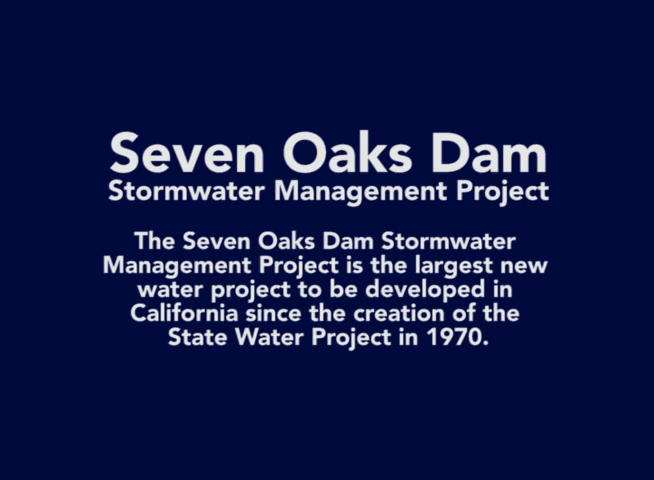 Seven Oaks Dam
Stormwater Management Project
The Seven Oaks Dam Stormwater
Management Project is the largest new
water project to be developed in
California since the creation of the
State Water Project in 1970.